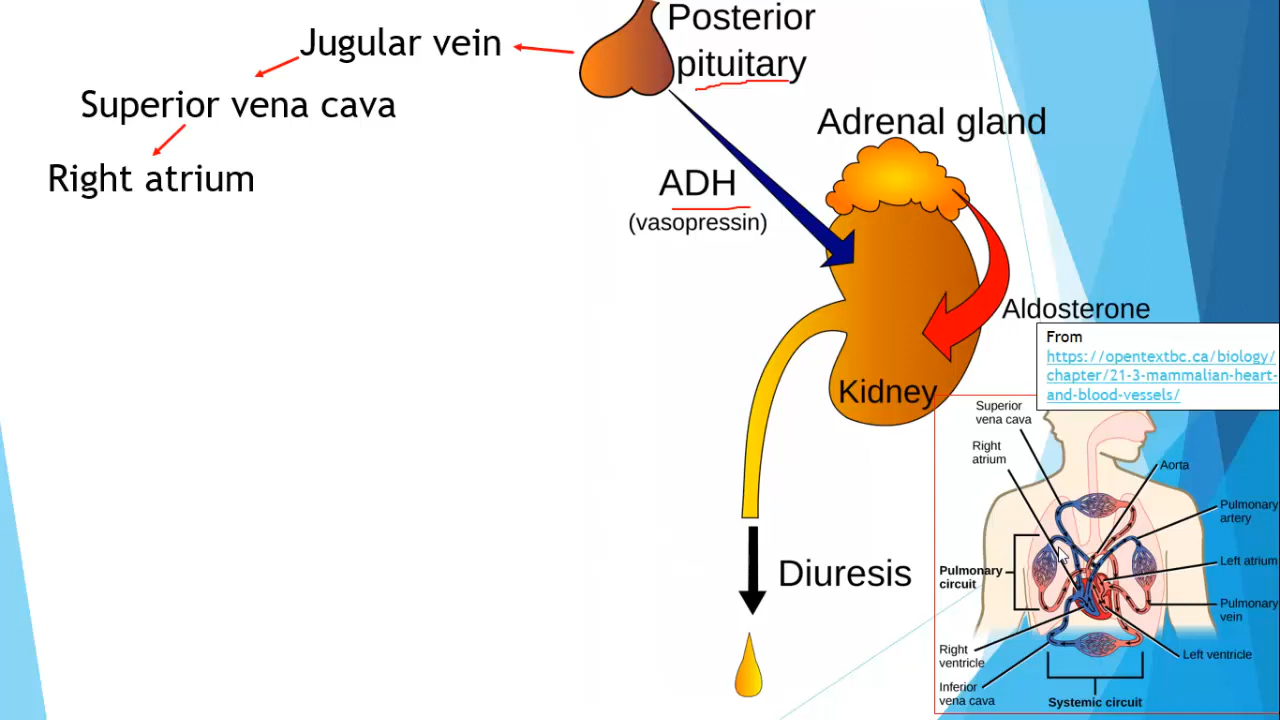 Jugular vein
Superior vena cava
Right atrium
Posterior
pituitary
Adrenal gland
ADH
(vasopressin)
Aldosterone
Kidney
Diuresis
From
https://opentextbc.ca/biology/
chapter/21-3-mammalian-heart-
and-blood-vessels/
Superior
vena cava
Right
atrium
Aorta
Pulmonary
artery
Left atrium
Pulmonary
circuit
Pulmonary
vein
Right
ventricle
Left ventricle
Inferior
vena cava
Systemic circuit